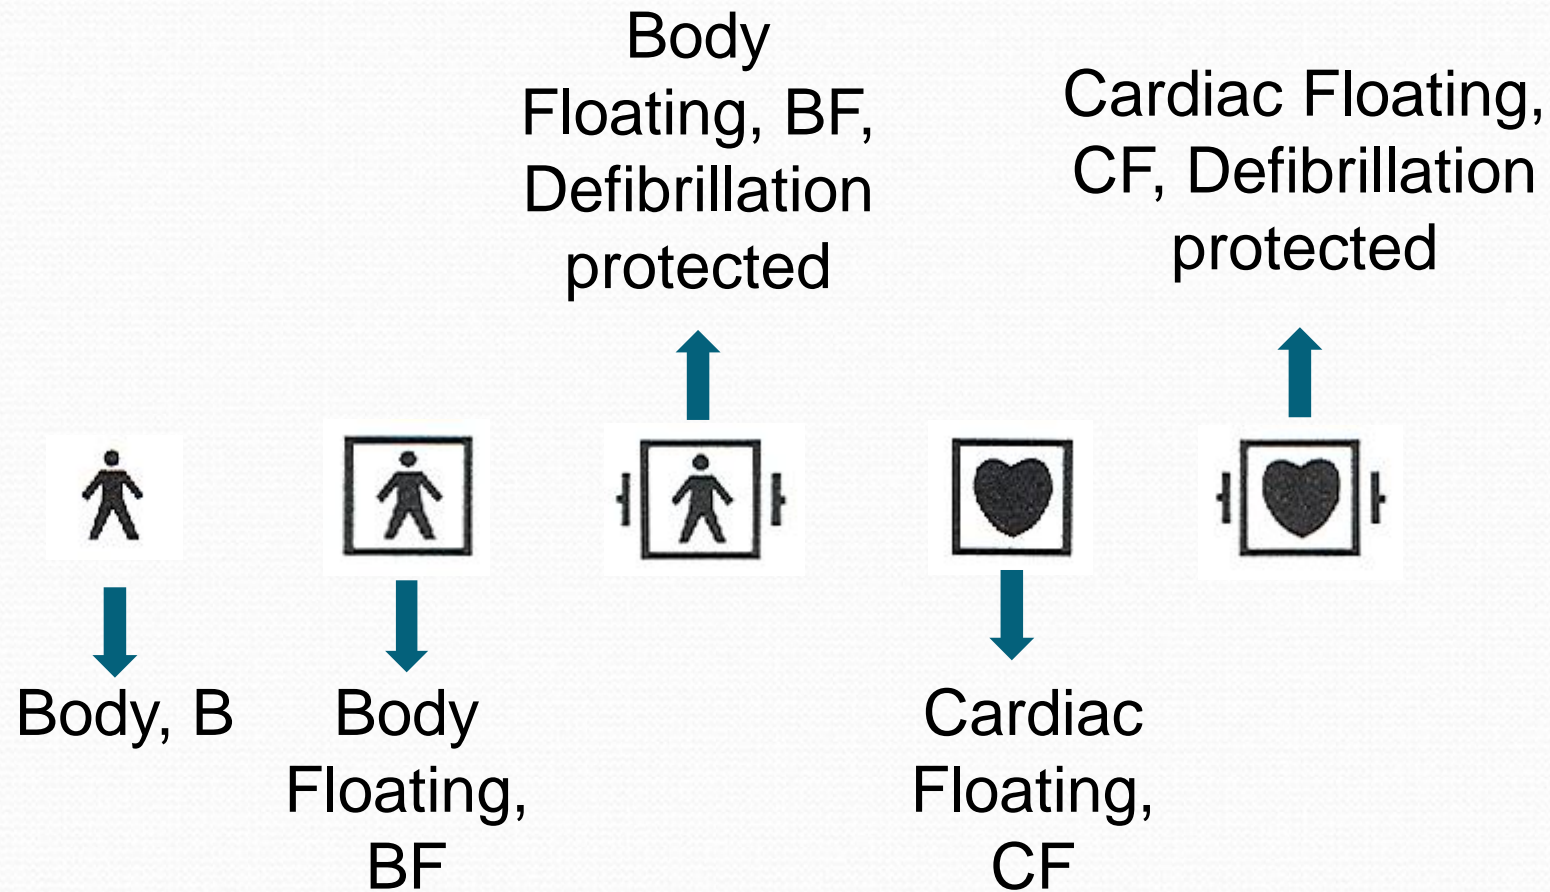 Body
Floating, BF,
Defibrillation
protected
Cardiac Floating,
CF, Defibrillation
protected
Body, B
Body
Floating,
BF
Cardiac
Floating,
CF